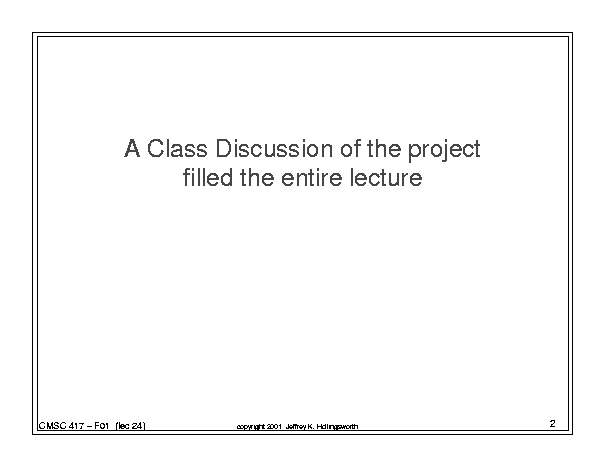 A Class Discussion of the project
filled the entire lecture
CMSC 417 – F01 (lec 24)
copyright 2001 Jeffrey K. Hollingsworth
2